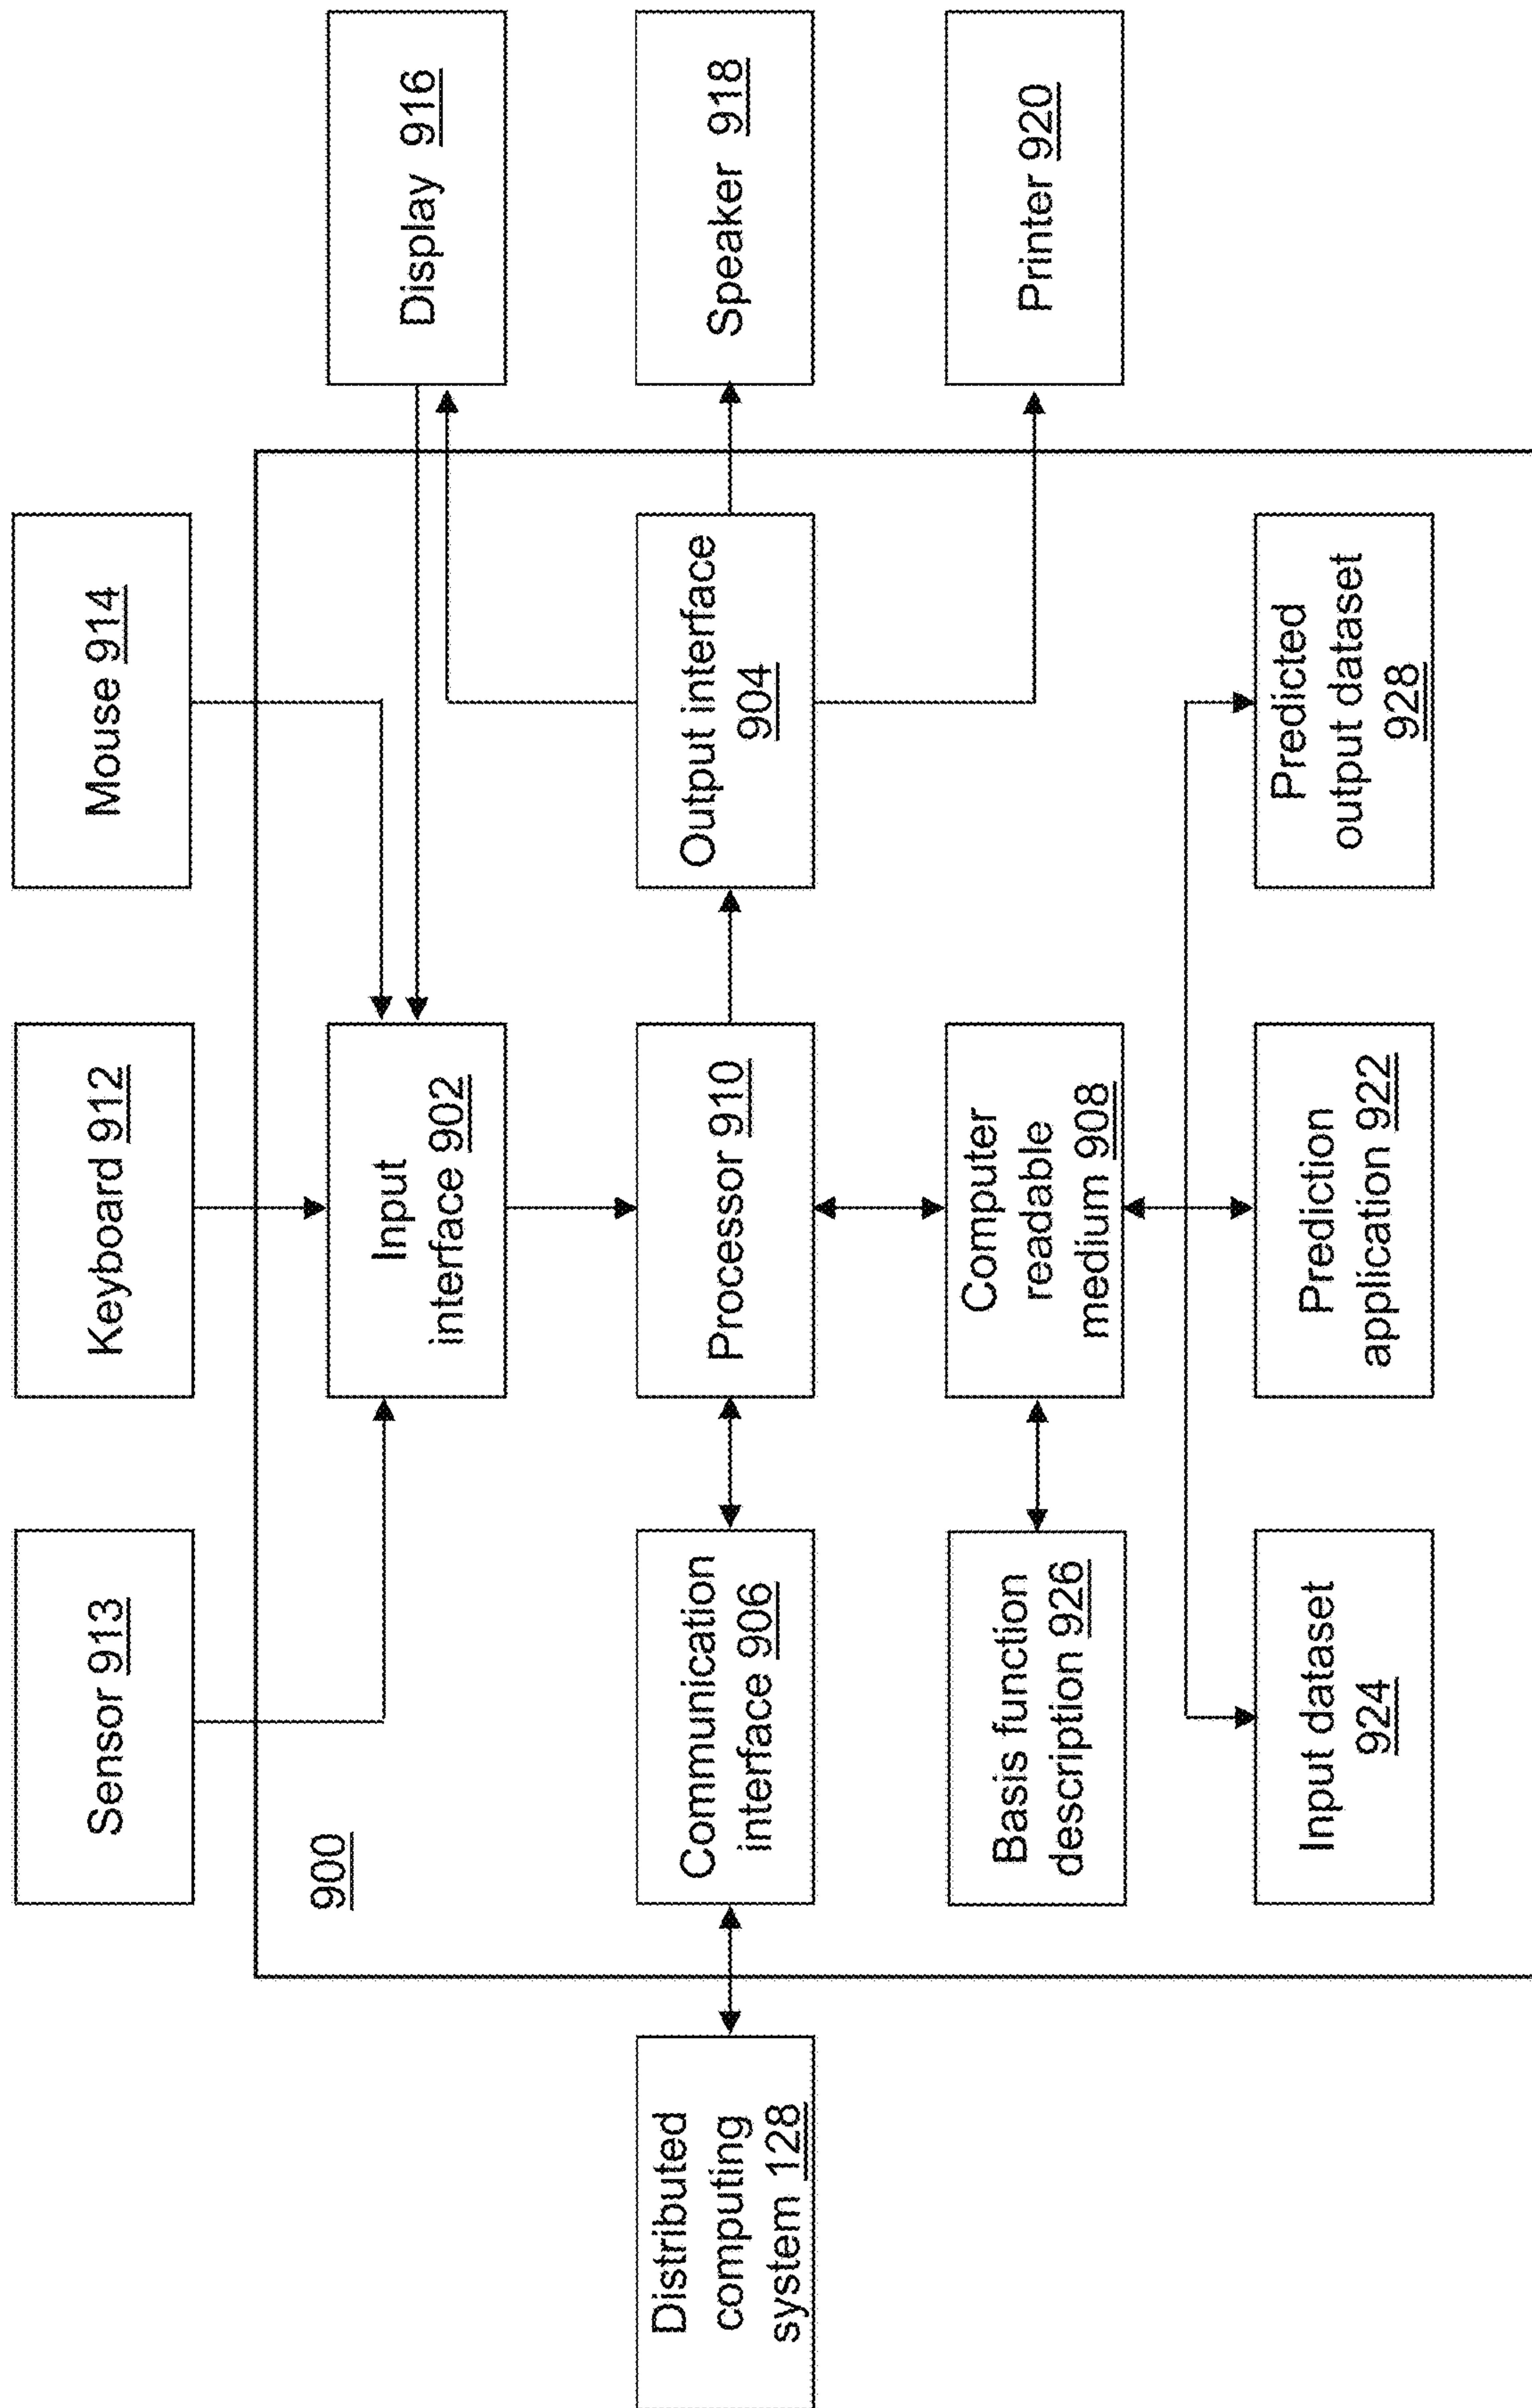 Sensor 913
Keyboard 912
Mouse 914
900
Input
interface 902
Display 916
Distributed
computing
system 128
Communication
interface 906
Processor 910
Output interface
904
Speaker 918
Basis function
description 926
Computer
readable
medium 908
Printer 920
Input dataset
924
Prediction
application 922
Predicted
output dataset
928